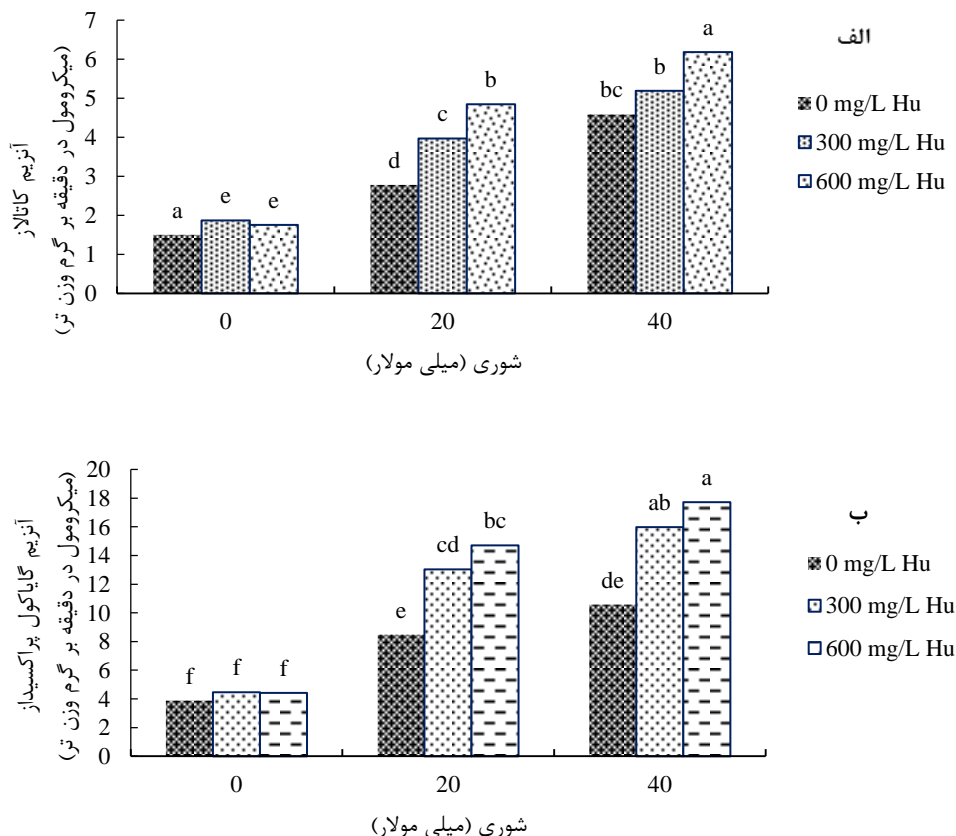 الف
7
6
5
4
3
2
1
0
آنزیم کاتالاز
(میکرومول در دقیقه بر گرم وزن تر)
a e e
d c b
bc b a
0 20 40
شوری (میلی مولار)
0 mg/L Hu
300 mg/L Hu
600 mg/L Hu
ب
20
18
16
14
12
10
8
6
4
2
0
آنزیم گایاکول پراکسیداز
(میکرومول در دقیقه بر گرم وزن تر)
f f f
e cd bc
de ab a
0 20 40
شوری (میلی مولار)
0 mg/L Hu
300 mg/L Hu
600 mg/L Hu